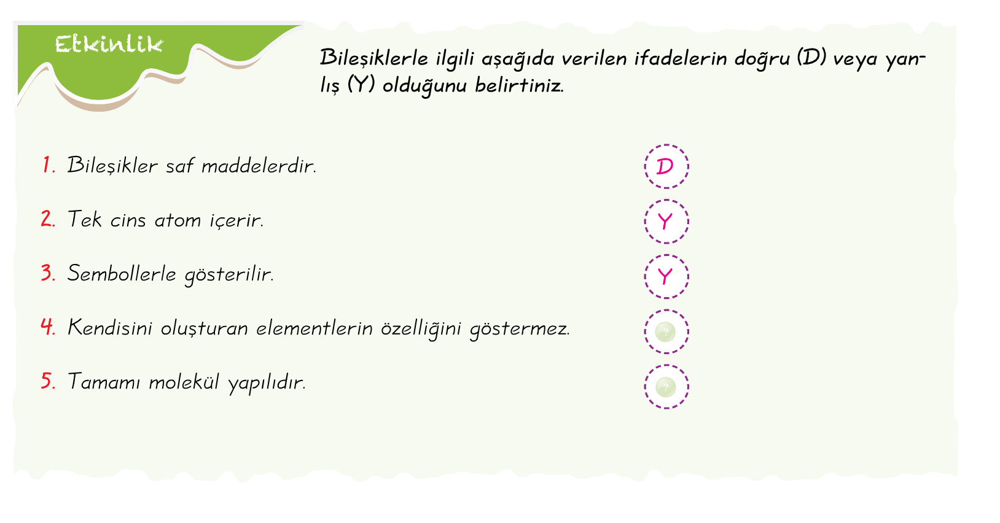 Etkinlik
Bileşiklerle ilgili aşağıda verilen ifadelerin doğru (D) veya yan-
lış (Y) olduğunu belirtiniz.
1. Bileşikler saf maddelerdir. D
2. Tek cins atom içerir. Y
3. Sembollerle gösterilir. Y
4. Kendisini oluşturan elementlerin özelliğini göstermez. ?
5. Tamamı molekül yapılıdır. ?